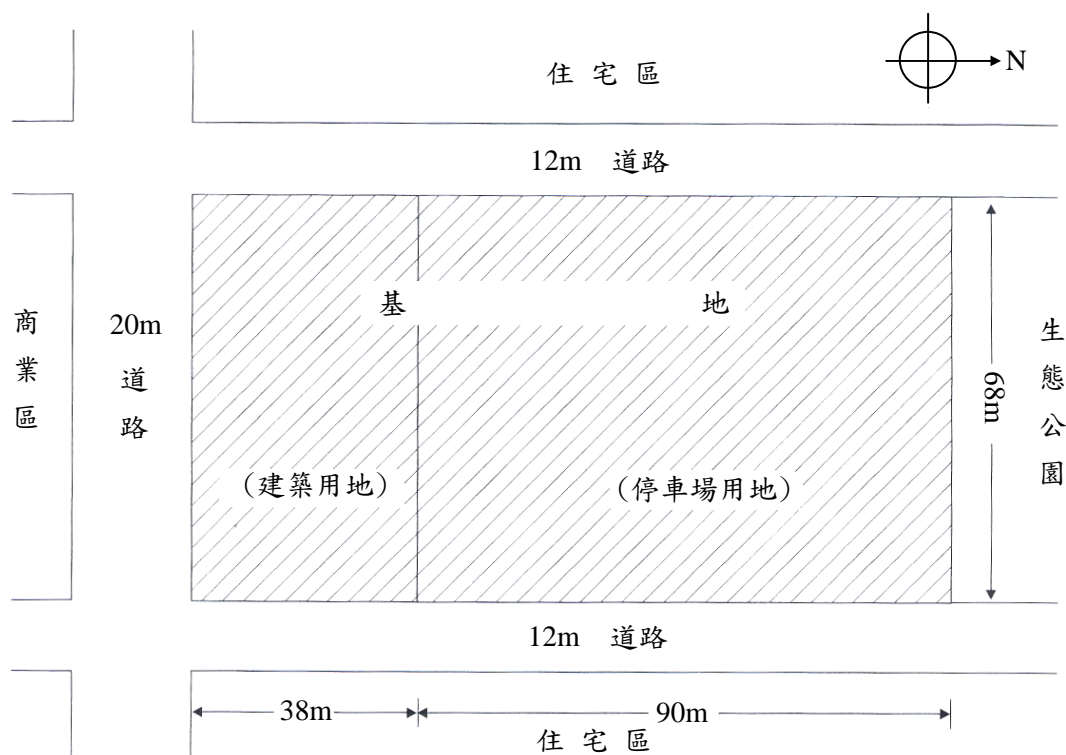 N
住宅區
12m 道路
基地
商業區
20m
道路
生態公園
68m
(建築用地)
(停車場用地)
12m 道路
38m
90m
住宅區